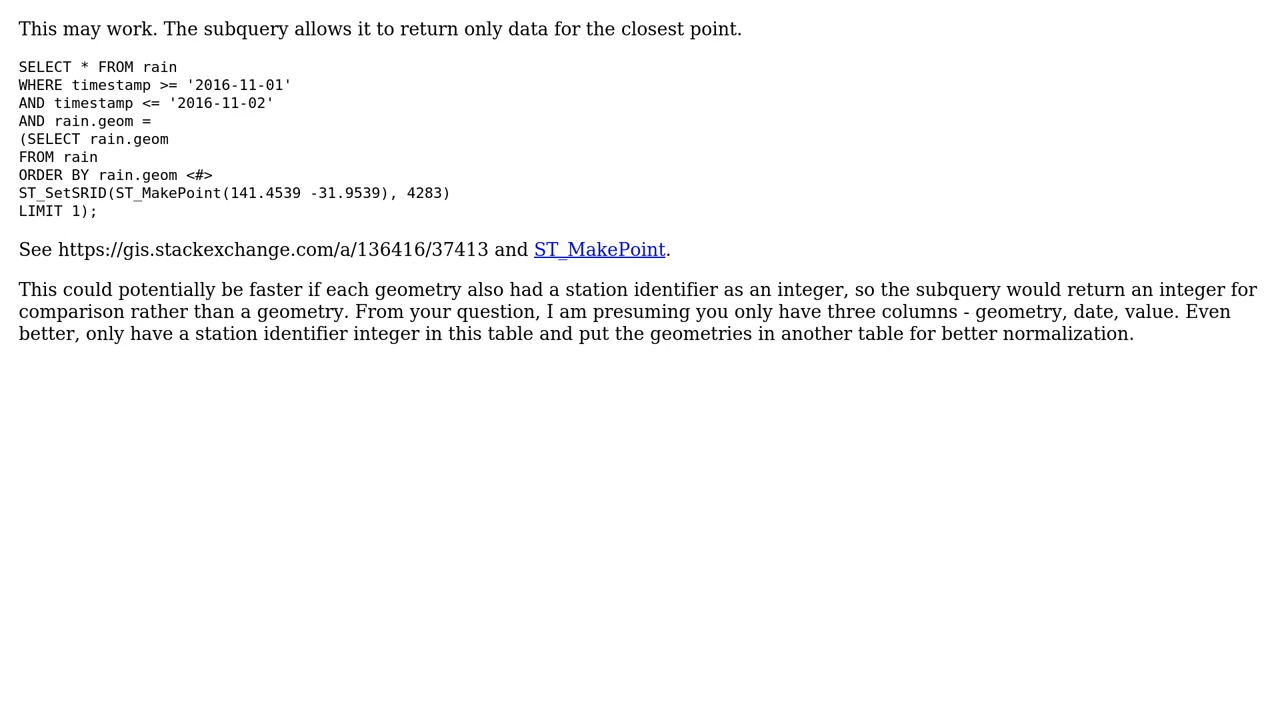 This may work. The subquery allows it to return only data for the closest point.
SELECT * FROM rain
WHERE timestamp >= '2016-11-01'
AND timestamp <= '2016-11-02'
AND rain.geom =
(SELECT rain.geom
FROM rain
ORDER BY rain.geom <#>
ST_SetSRID(ST_MakePoint(141.4539 -31.9539), 4283)
LIMIT 1);
See https://gis.stackexchange.com/a/136416/37413 and ST_MakePoint.
This could potentially be faster if each geometry also had a station identifier as an integer, so the subquery would return an integer for
comparison rather than a geometry. From your question, I am presuming you only have three columns - geometry, date, value. Even
better, only have a station identifier integer in this table and put the geometries in another table for better normalization.